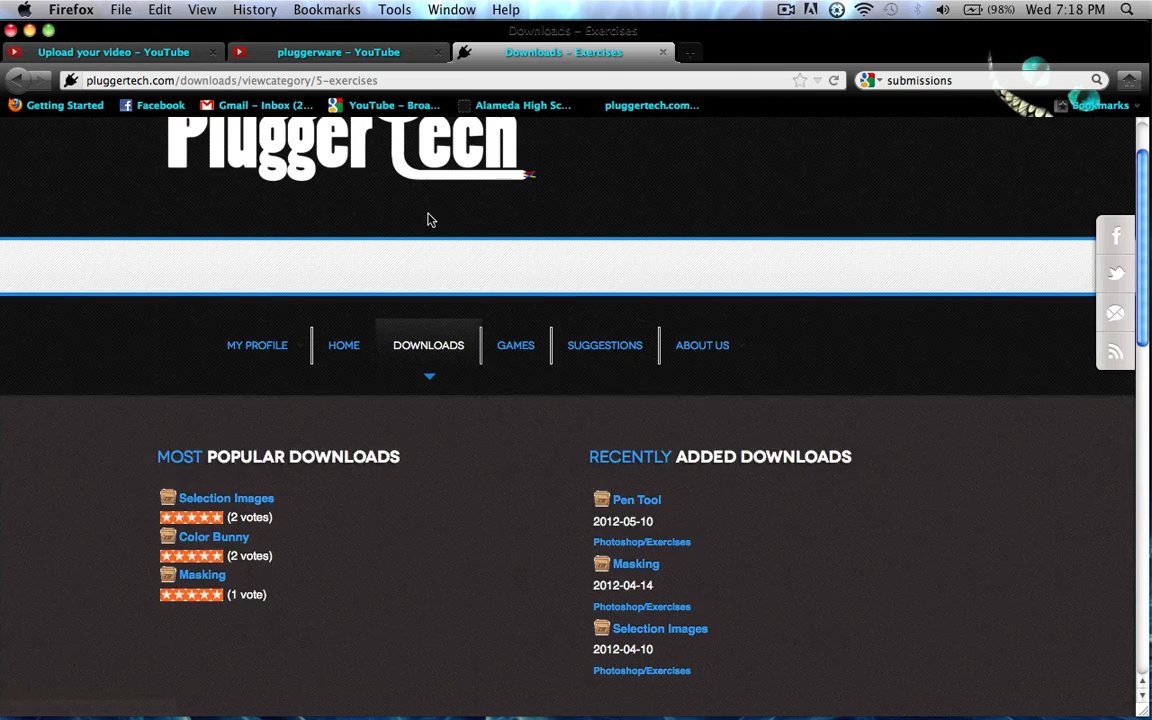 Firefox File Edit View History Bookmarks Tools Window Help (98%) Wed 7:18 PM
Downloads – Exercises
Upload your video – YouTube pluggerware – YouTube Downloads – Exercises
pluggertech.com/downloads/viewcategory/5-exercises submissions
Getting Started Facebook Gmail – Inbox (2... YouTube – Broa... Alameda High Sc... pluggertech.com... Bookmarks
Plugger Tech
MY PROFILE HOME DOWNLOADS GAMES SUGGESTIONS ABOUT US
MOST POPULAR DOWNLOADS
Selection Images
(2 votes)
Color Bunny
(2 votes)
Masking
(1 vote)
RECENTLY ADDED DOWNLOADS
Pen Tool
2012-05-10
Photoshop/Exercises
Masking
2012-04-14
Photoshop/Exercises
Selection Images
2012-04-10
Photoshop/Exercises